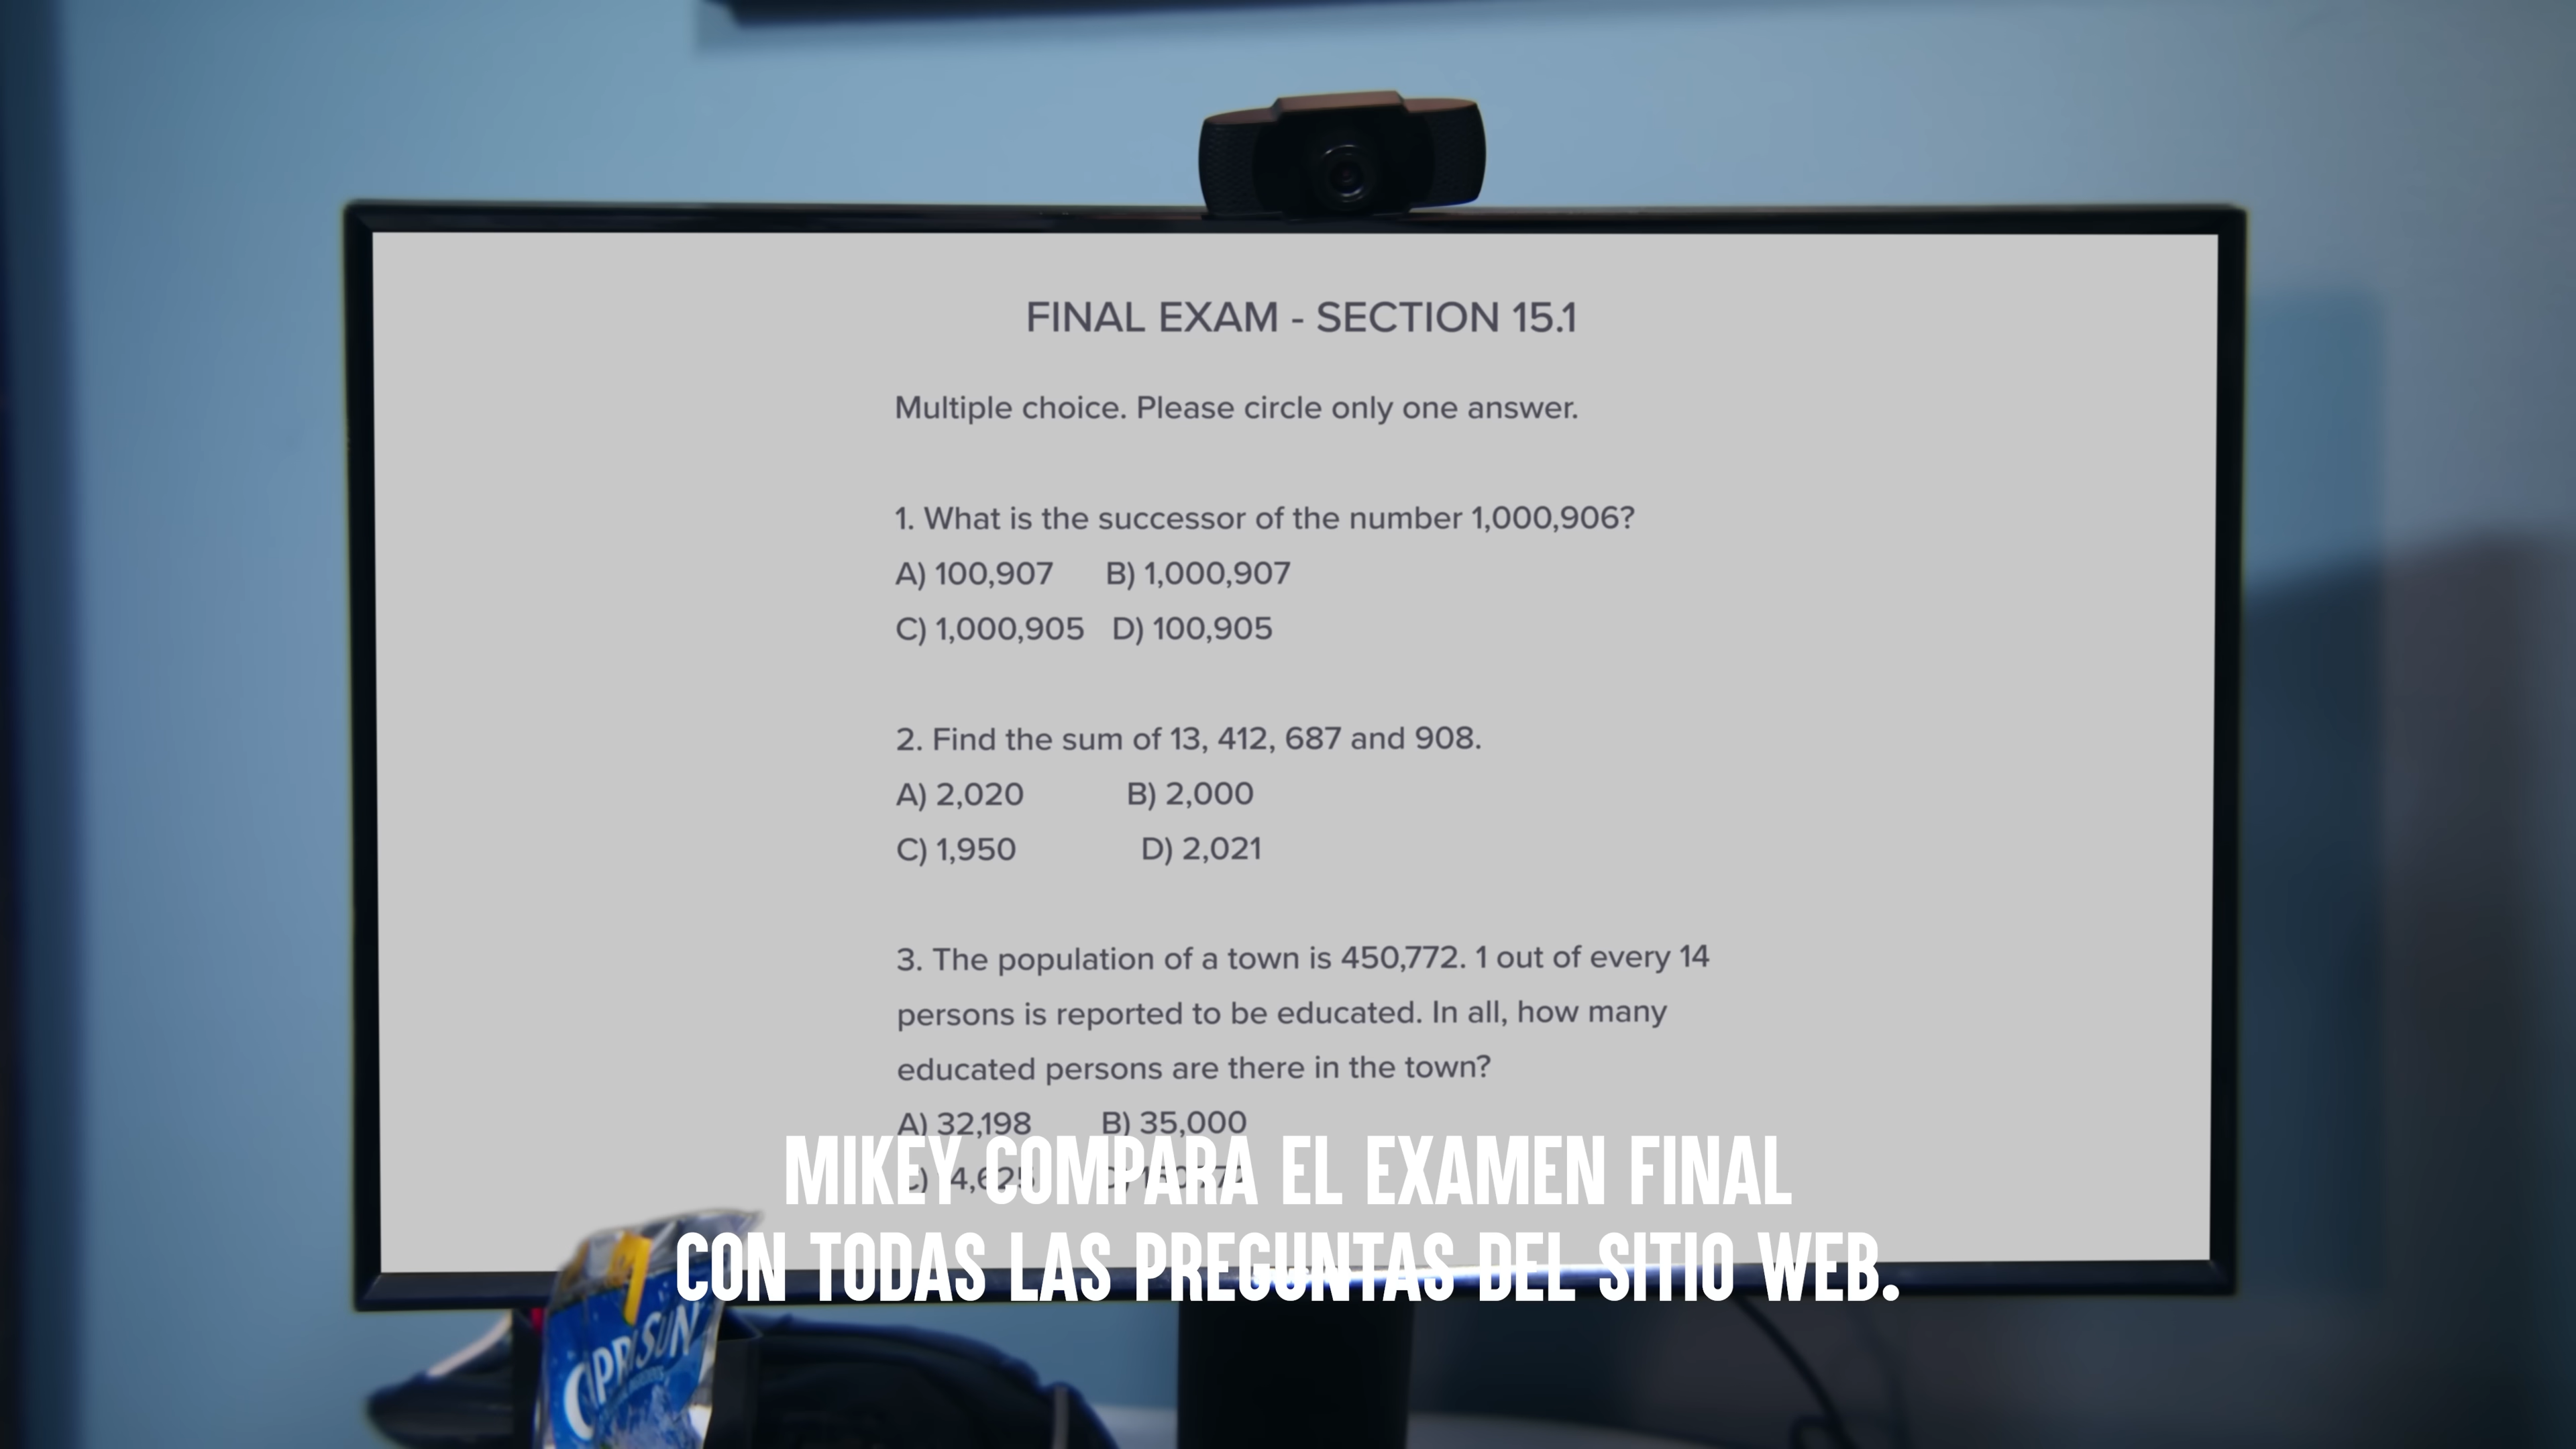 FINAL EXAM - SECTION 15.1
Multiple choice. Please circle only one answer.
1. What is the successor of the number 1,000,906?
A) 100,907 B) 1,000,907
C) 1,000,905 D) 100,905
2. Find the sum of 13, 412, 687 and 908.
A) 2,020 B) 2,000
C) 1,950 D) 2,021
3. The population of a town is 450,772. 1 out of every 14
persons is reported to be educated. In all, how many
educated persons are there in the town?
A) 32,198 B) 35,000
MIKEY COMPARA EL EXAMEN FINAL
CON TODAS LAS PREGUNTAS DEL SITIO WEB.
CAPRI SUN